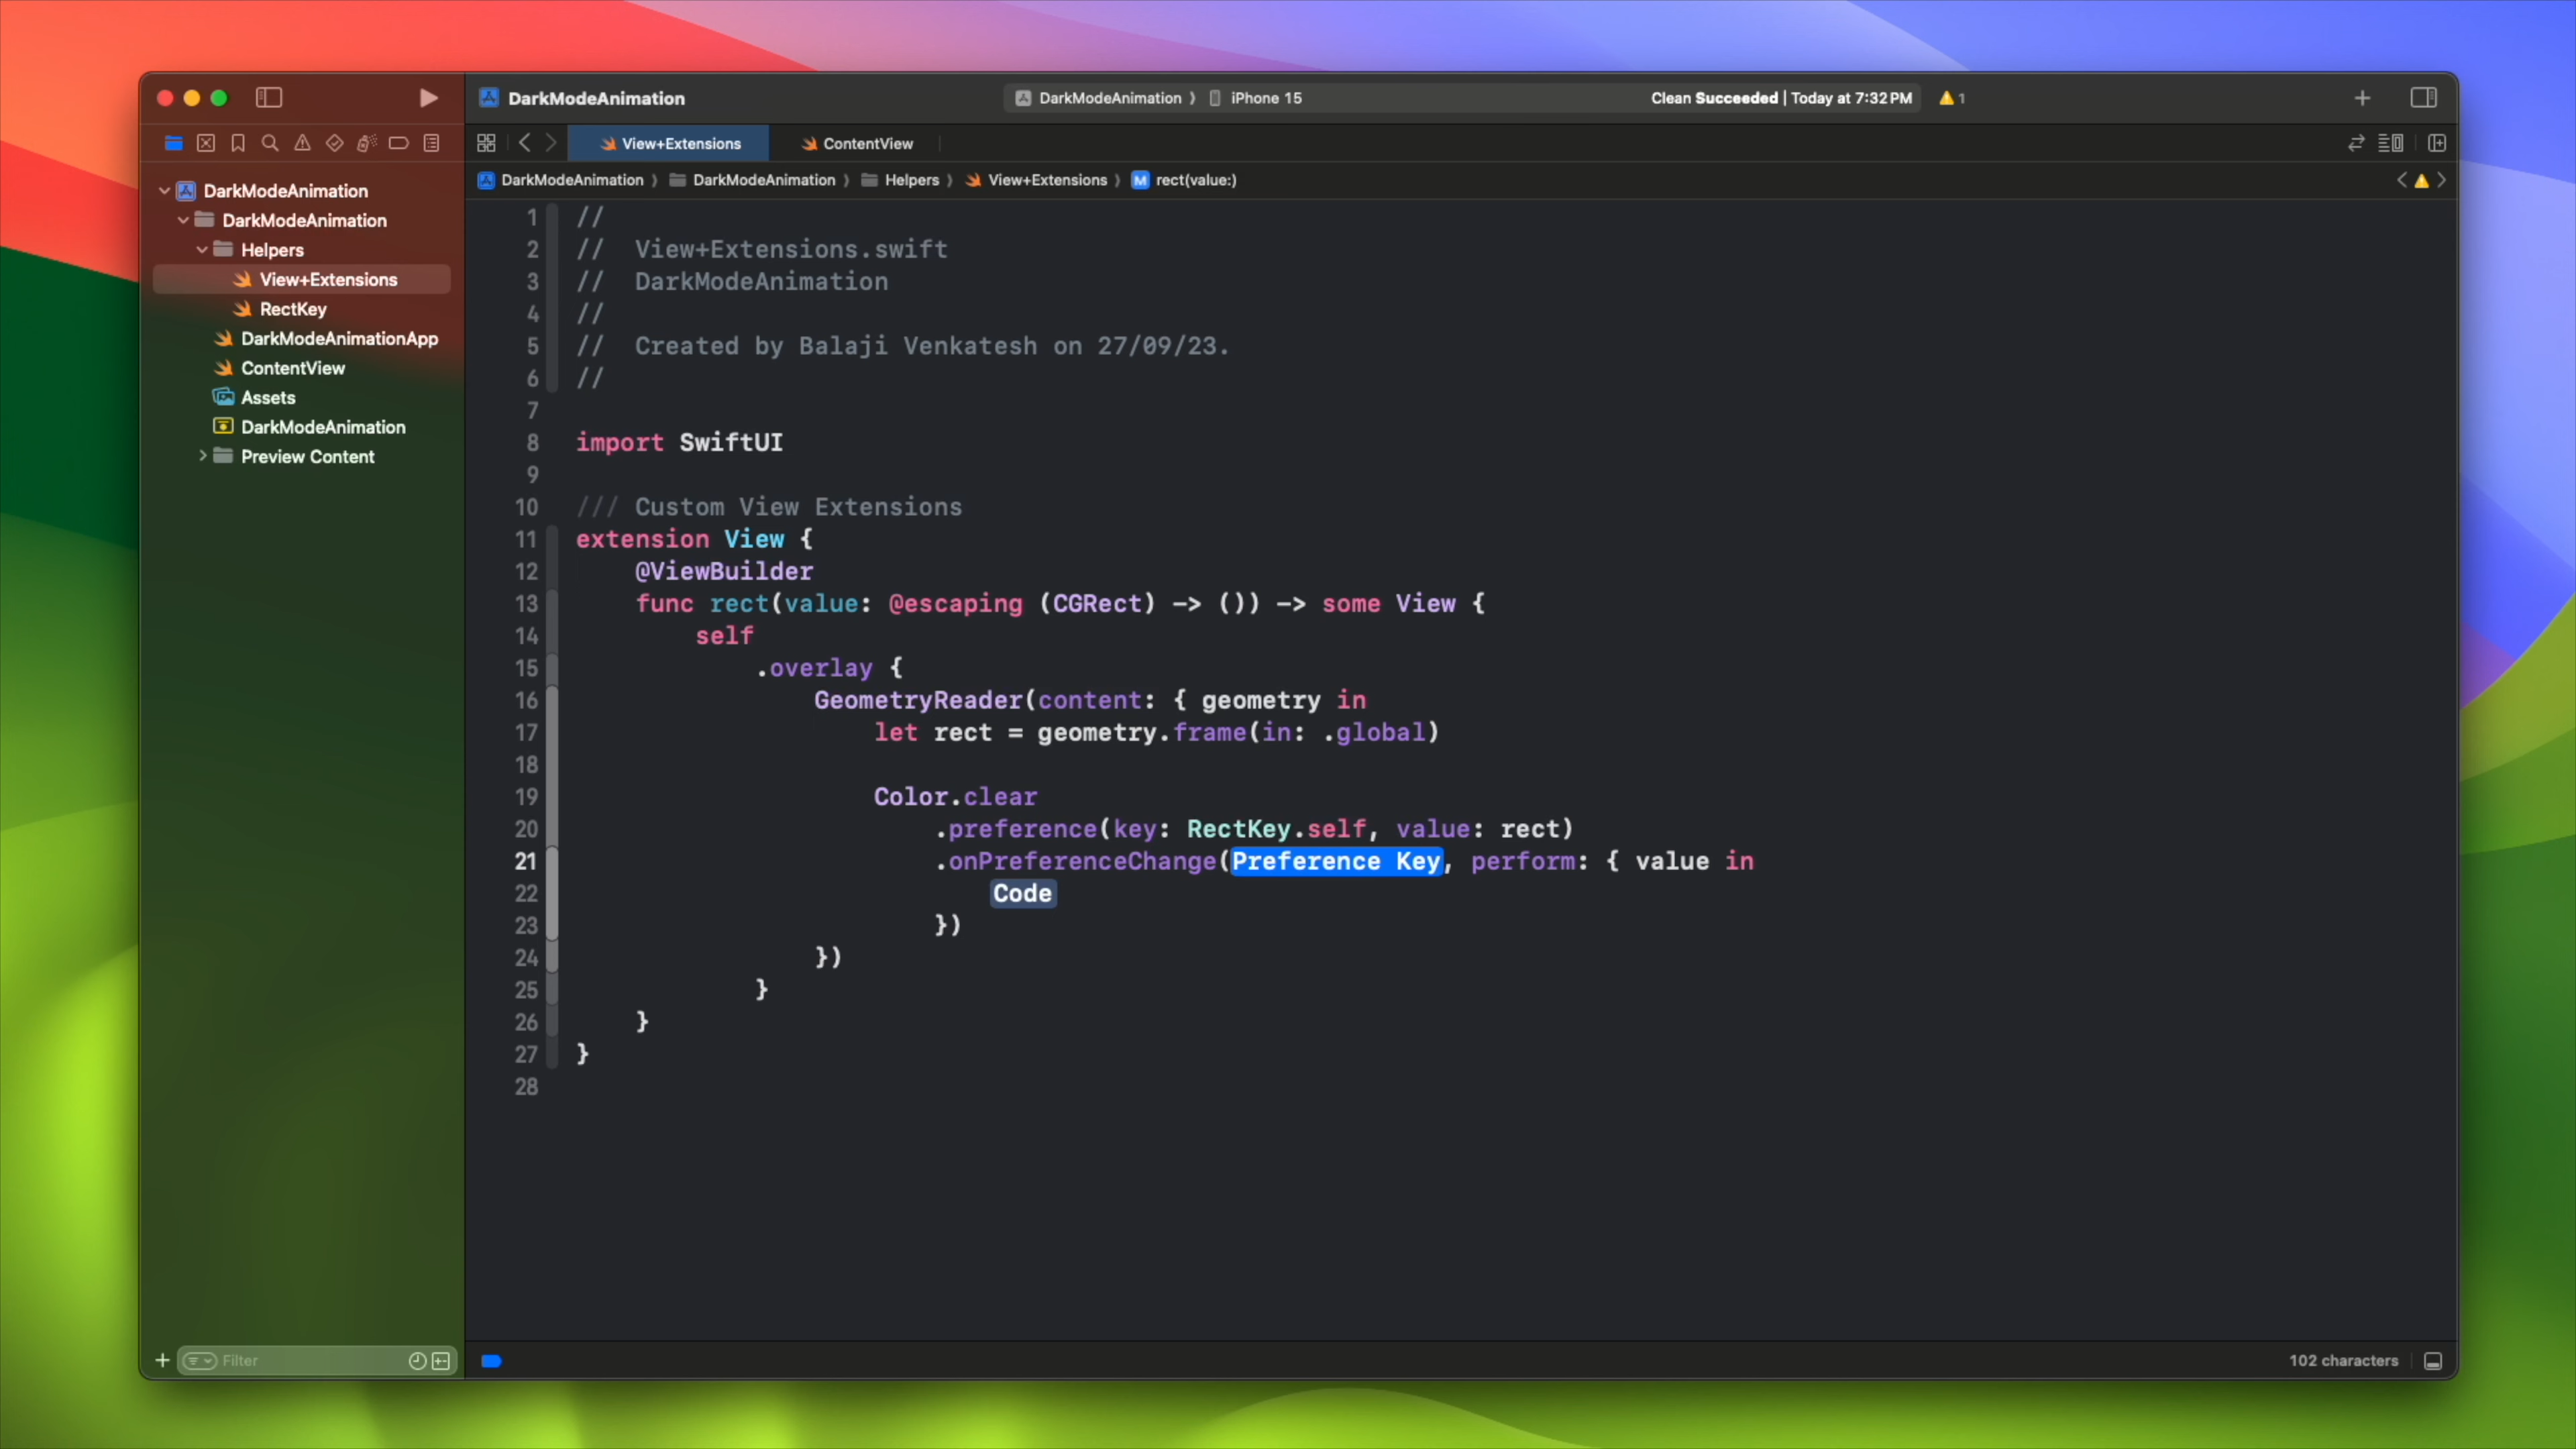 DarkModeAnimation
DarkModeAnimation 〉 iPhone 15
Clean Succeeded | Today at 7:32 PM
1
View+Extensions
ContentView
DarkModeAnimation 〉 DarkModeAnimation 〉 Helpers 〉 View+Extensions 〉 M rect(value:)
DarkModeAnimation
DarkModeAnimation
Helpers
View+Extensions
RectKey
DarkModeAnimationApp
ContentView
Assets
DarkModeAnimation
Preview Content
1 //
2 //  View+Extensions.swift
3 //  DarkModeAnimation
4 //
5 //  Created by Balaji Venkatesh on 27/09/23.
6 //
7
8 import SwiftUI
9
10 /// Custom View Extensions
11 extension View {
12     @ViewBuilder
13     func rect(value: @escaping (CGRect) -> ()) -> some View {
14         self
15             .overlay {
16                 GeometryReader(content: { geometry in
17                     let rect = geometry.frame(in: .global)
18
19                     Color.clear
20                         .preference(key: RectKey.self, value: rect)
21                         .onPreferenceChange(Preference Key, perform: { value in
22                             Code
23                         })
24                 })
25             }
26     }
27 }
28
Filter
102 characters